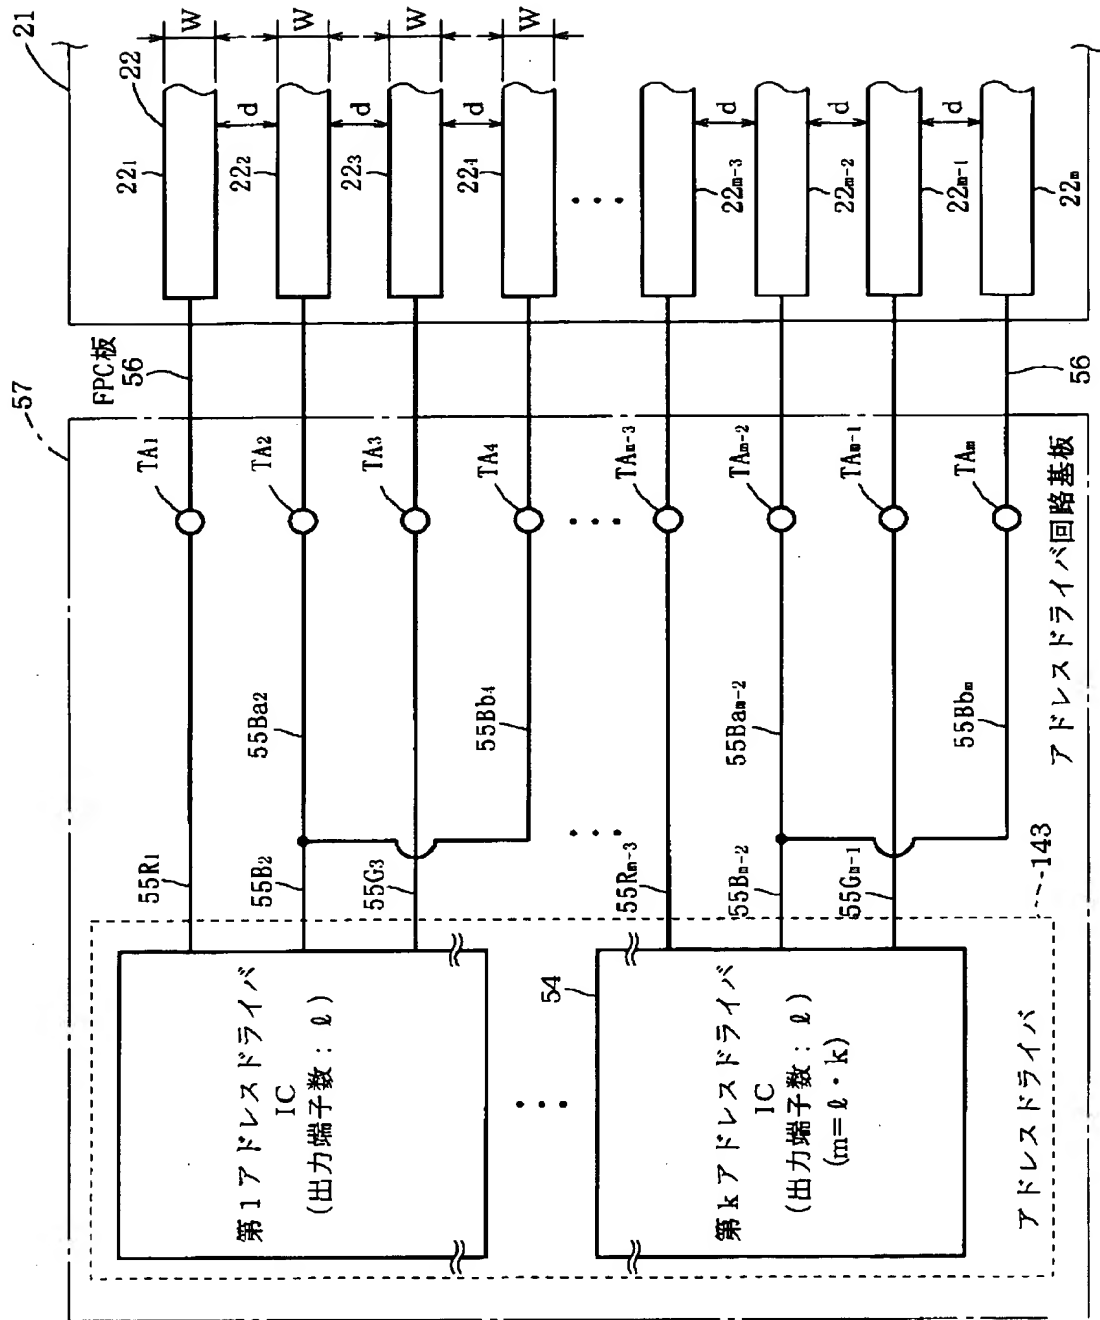 21
22
W
W
W
W
22₁
22₂
22₃
22₄
22ₘ₋₃
22ₘ₋₂
22ₘ₋₁
22ₘ
d
d
d
d
d
d
FPC板
56
56
57
TA₁
TA₂
TA₃
TA₄
TAₘ₋₃
TAₘ₋₂
TAₘ₋₁
TAₘ
・・・
・・・
・・・
・・・
アドレスドライバ回路基板
55Ba₂
55Bb₄
55Baₘ₋₂
55Bbₘ
55R₁
55B₂
55G₃
55Rₘ₋₃
55Bₘ₋₂
55Gₘ₋₁
143
54
第1アドレスドライバ
IC
(出力端子数:ℓ)
・・・
第kアドレスドライバ
IC
(出力端子数:ℓ)
(m=ℓ・k)
アドレスドライバ